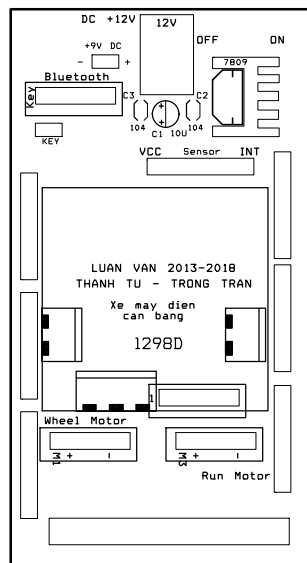 DC +12V
12V
OFF
ON
+9V DC
- +
7809
Bluetooth
Key
C3
C2
104
C1
10U
104
KEY
VCC Sensor INT
LUAN VAN 2013-2018
THANH TU - TRONG TRAN
Xe may dien
can bang
1298D
1
Wheel Motor
M1 + -
M3 + -
Run Motor